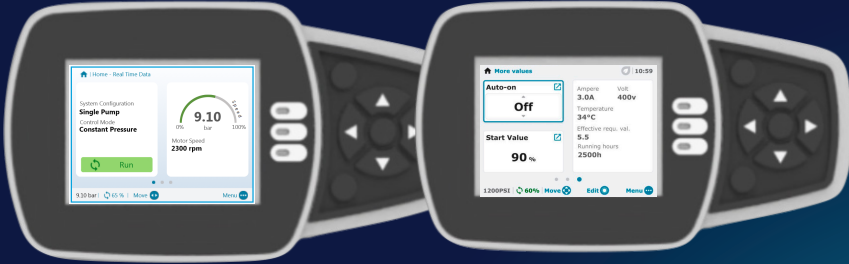 Home - Real Time Data
System Configuration
Single Pump
Control Mode
Constant Pressure
Run
Speed
9.10
0% bar 100%
Motor Speed
2300 rpm
9.10 bar | 65 % | Move Menu
More values 10:59
Auto-on
Off
Start Value
90 %
Ampere Volt
3.0A 400v
Temperature
34°C
Effective requ. val.
5.5
Running hours
2500h
1200PSI | 60% | Move Edit Menu